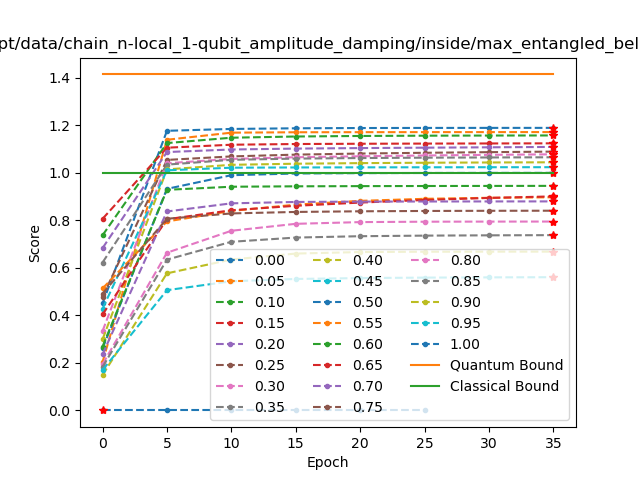 pt/data/chain_n-local_1-qubit_amplitude_damping/inside/max_entangled_bel
Score
1.4
1.2
1.0
0.8
0.6
0.4
0.2
0.0
0.00 0.40 0.80
0.05 0.45 0.85
0.10 0.50 0.90
0.15 0.55 0.95
0.20 0.60 1.00
0.25 0.65 Quantum Bound
0.30 0.70 Classical Bound
0.35 0.75
0 5 10 15 20 25 30 35
Epoch